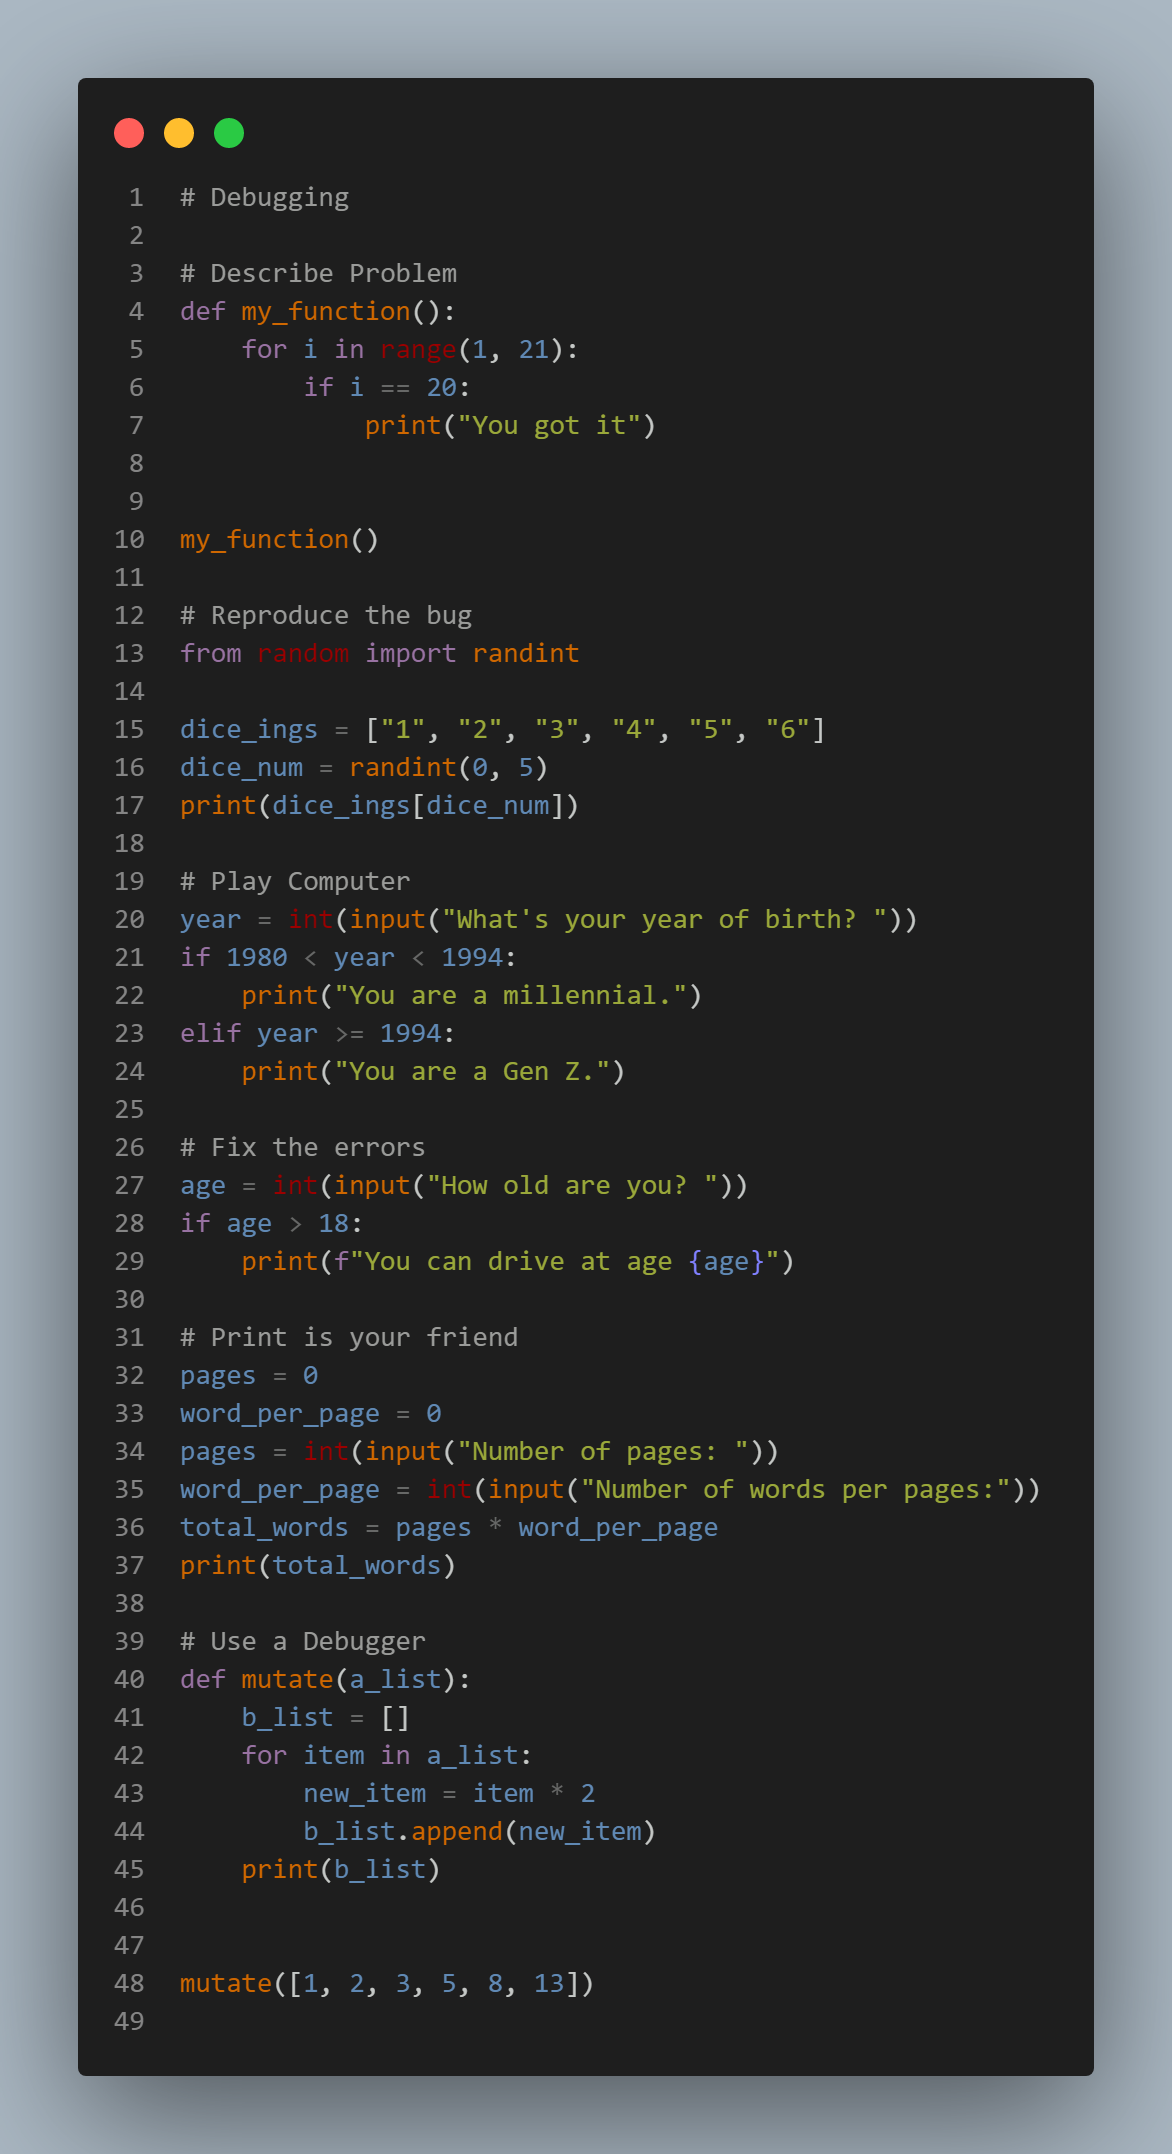 1 # Debugging
2
3 # Describe Problem
4 def my_function():
5     for i in range(1, 21):
6         if i == 20:
7             print("You got it")
8
9
10 my_function()
11
12 # Reproduce the bug
13 from random import randint
14
15 dice_ings = ["1", "2", "3", "4", "5", "6"]
16 dice_num = randint(0, 5)
17 print(dice_ings[dice_num])
18
19 # Play Computer
20 year = int(input("What's your year of birth? "))
21 if 1980 < year < 1994:
22     print("You are a millennial.")
23 elif year >= 1994:
24     print("You are a Gen Z.")
25
26 # Fix the errors
27 age = int(input("How old are you? "))
28 if age > 18:
29     print(f"You can drive at age {age}")
30
31 # Print is your friend
32 pages = 0
33 word_per_page = 0
34 pages = int(input("Number of pages: "))
35 word_per_page = int(input("Number of words per pages:"))
36 total_words = pages * word_per_page
37 print(total_words)
38
39 # Use a Debugger
40 def mutate(a_list):
41     b_list = []
42     for item in a_list:
43         new_item = item * 2
44         b_list.append(new_item)
45     print(b_list)
46
47
48 mutate([1, 2, 3, 5, 8, 13])
49